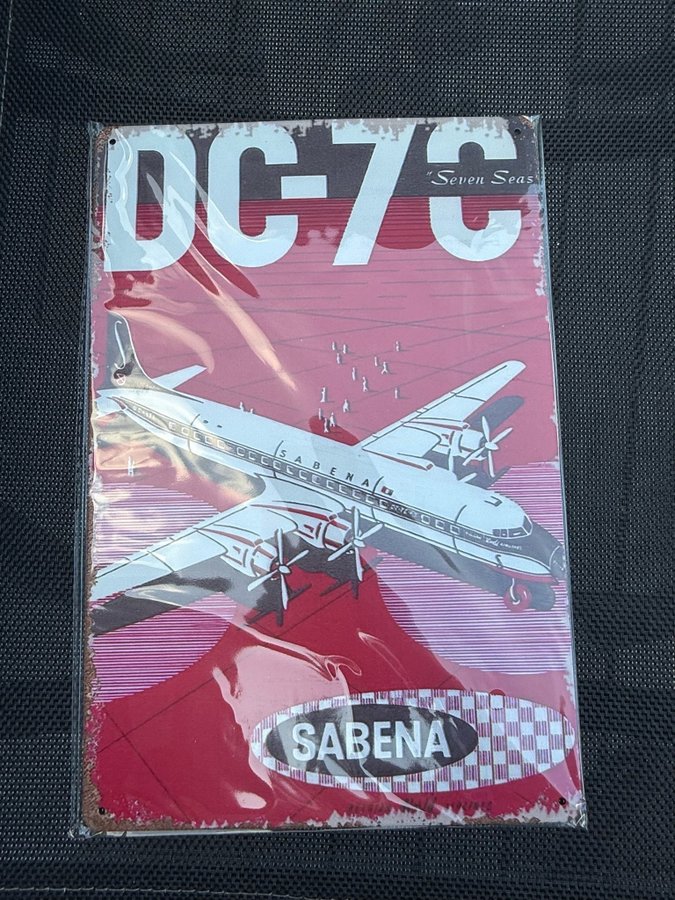 DC-7C
"Seven Seas"
SABENA
SABENA